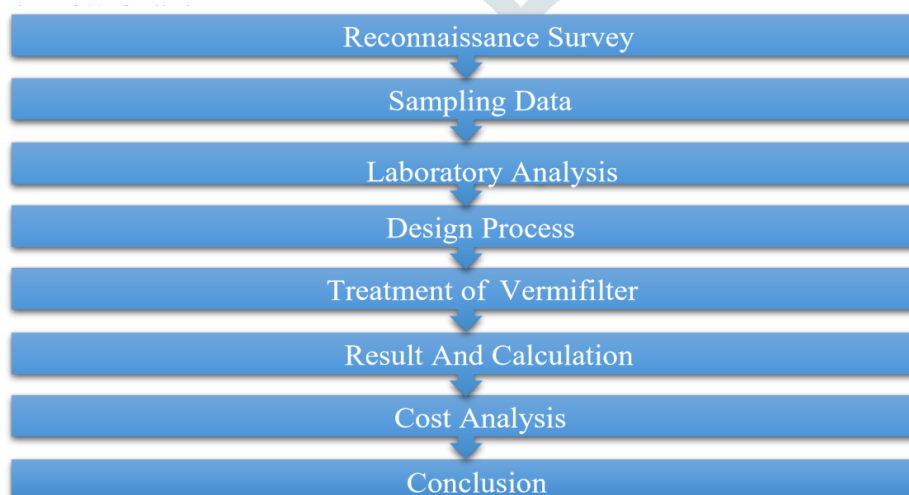 Reconnaissance Survey
Sampling Data
Laboratory Analysis
Design Process
Treatment of Vermifilter
Result And Calculation
Cost Analysis
Conclusion